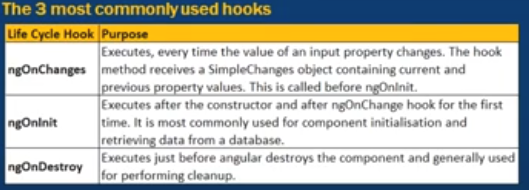 The 3 most commonly used hooks
Life Cycle Hook Purpose
Executes, every time the value of an input property changes. The hook
ngOnChanges method receives a SimpleChanges object containing current and
previous property values. This is called before ngOnInit.
Executes after the constructor and after ngOnChange hook for the first
ngOnInit time. It is most commonly used for component initialisation and
retrieving data from a database.
ngOnDestroy Executes just before angular destroys the component and generally used
for performing cleanup.